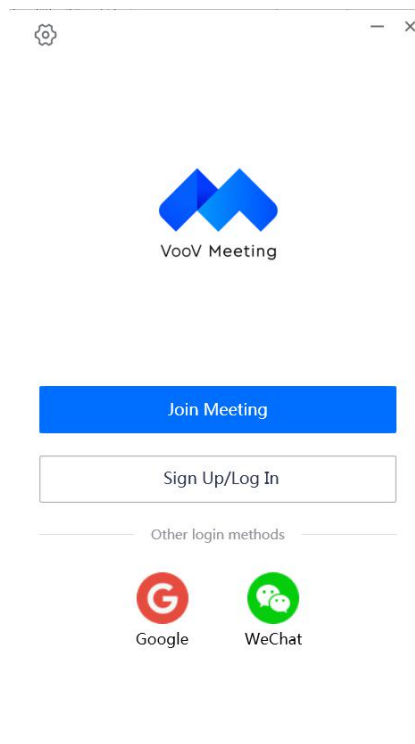 VooV Meeting
Join Meeting
Sign Up/Log In
Other login methods
Google WeChat